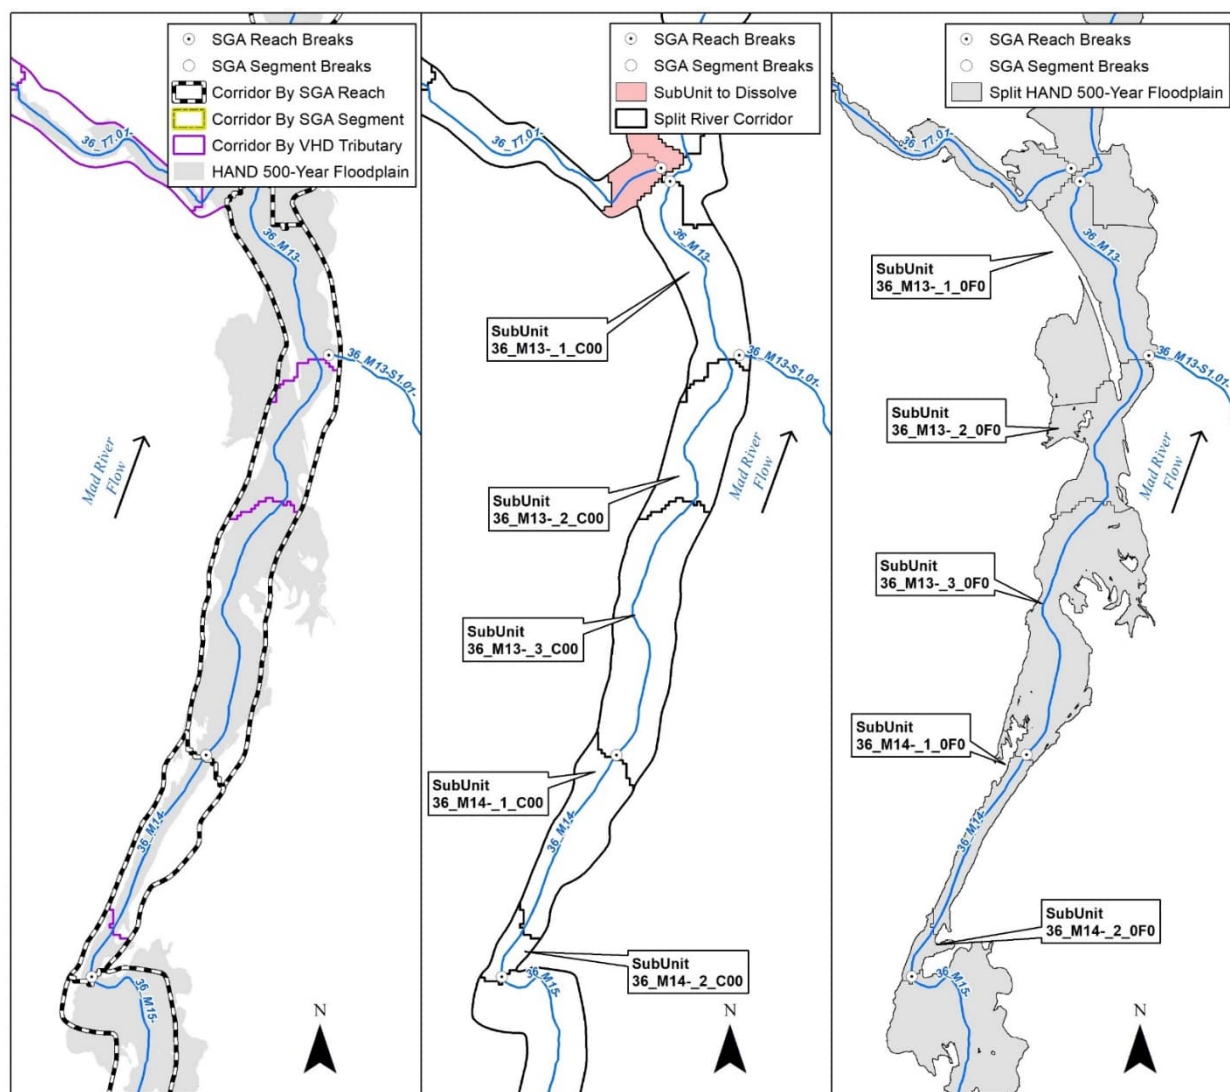 SGA Reach Breaks
SGA Segment Breaks
Corridor By SGA Reach
Corridor By SGA Segment
Corridor By VHD Tributary
HAND 500-Year Floodplain
36_T7.01-
36_M13-
36_M13-S1.01-
Mad River
Flow
36_M14-
36_M15-
N
SGA Reach Breaks
SGA Segment Breaks
SubUnit to Dissolve
Split River Corridor
36_T7.01-
36_M13-
SubUnit
36_M13-_1_C00
36_M13-S1.01-
Mad River
Flow
SubUnit
36_M13-_2_C00
SubUnit
36_M13-_3_C00
SubUnit
36_M14-_1_C00
36_M14-
SubUnit
36_M14-_2_C00
36_M15-
N
SGA Reach Breaks
SGA Segment Breaks
Split HAND 500-Year Floodplain
36_T7.01-
36_M13-
SubUnit
36_M13-_1_0F0
36_M13-S1.01-
SubUnit
36_M13-_2_0F0
Mad River
Flow
SubUnit
36_M13-_3_0F0
SubUnit
36_M14-_1_0F0
36_M14-
SubUnit
36_M14-_2_0F0
36_M15-
N